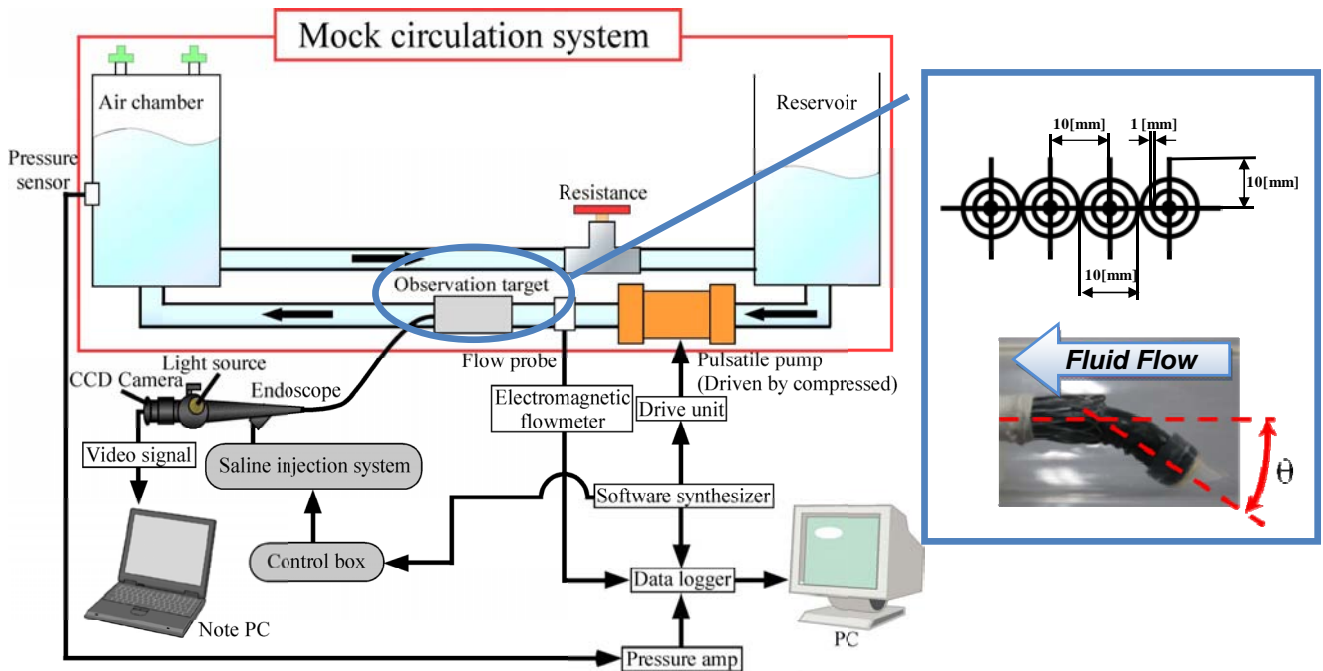 Mock circulation system
Air chamber
Reservoir
Pressure
sensor
Resistance
Observation target
Flow probe
Pulsatile pump
(Driven by compressed)
Light source
CCD Camera
Endoscope
Electromagnetic
flowmeter
Drive unit
Video signal
Saline injection system
Software synthesizer
Control box
Data logger
Note PC
PC
Pressure amp
10[mm]
1 [mm]
10[mm]
10[mm]
Fluid Flow
θ